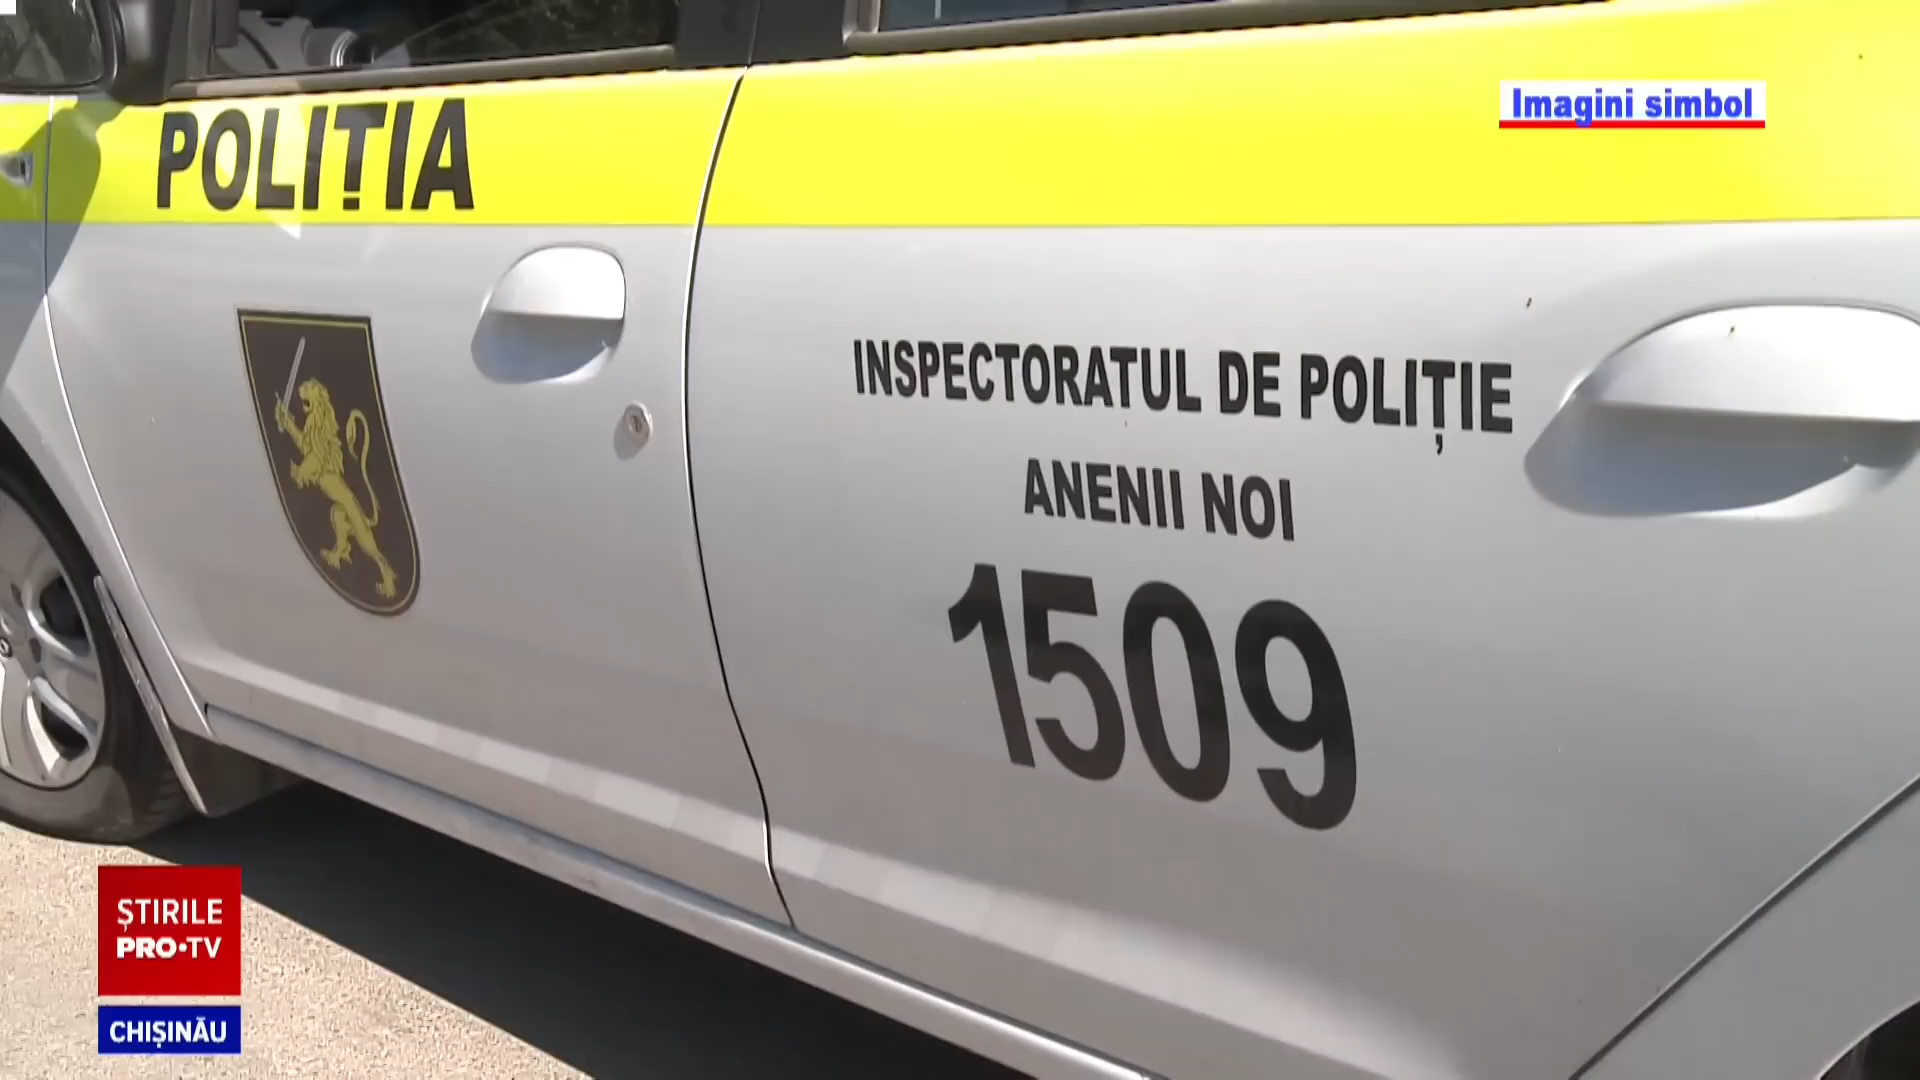 POLIȚIA
Imagini simbol
INSPECTORATUL DE POLIȚIE
ANENII NOI
1509
ȘTIRILE
PRO•TV
CHIȘINĂU